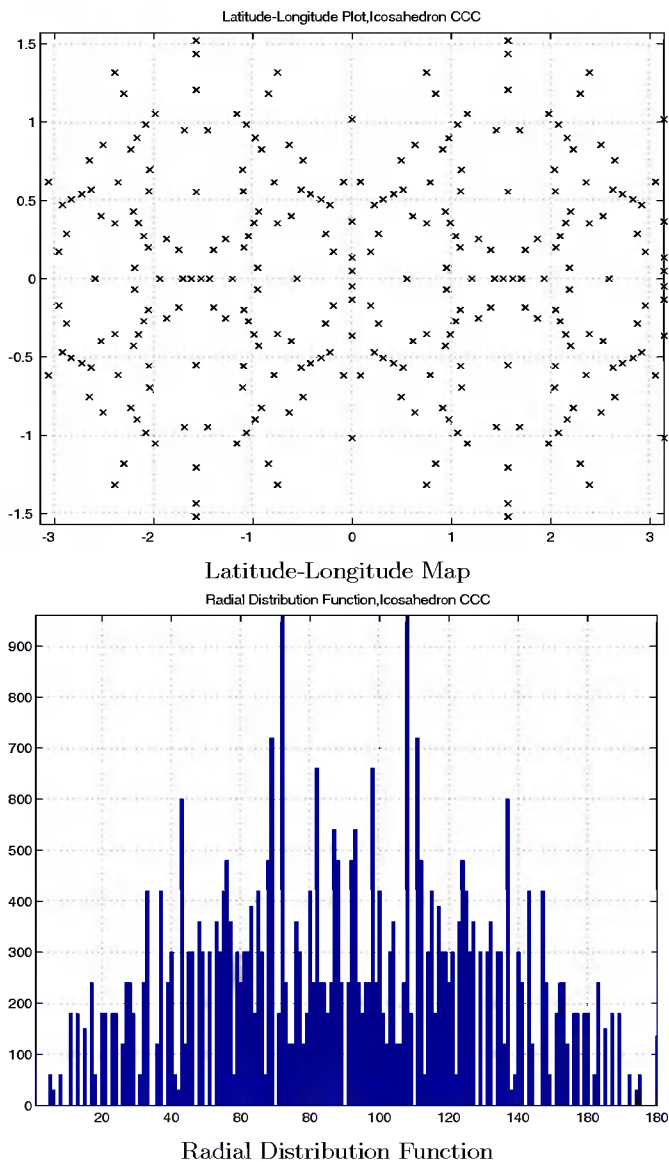 Latitude-Longitude Plot,Icosahedron CCC
1.5
1
0.5
0
-0.5
-1
-1.5
-3 -2 -1 0 1 2 3
Latitude-Longitude Map
Radial Distribution Function,Icosahedron CCC
900
800
700
600
500
400
300
200
100
0
20 40 60 80 100 120 140 160 180
Radial Distribution Function